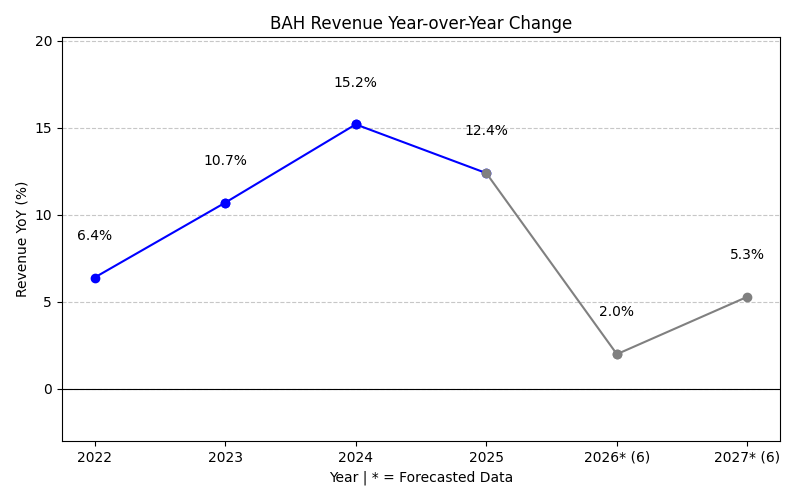 BAH Revenue Year-over-Year Change
20
15.2%
15
12.4%
10.7%
10
6.4%
5.3%
5
2.0%
0
Revenue YoY (%)
2022 2023 2024 2025 2026* (6) 2027* (6)
Year | * = Forecasted Data